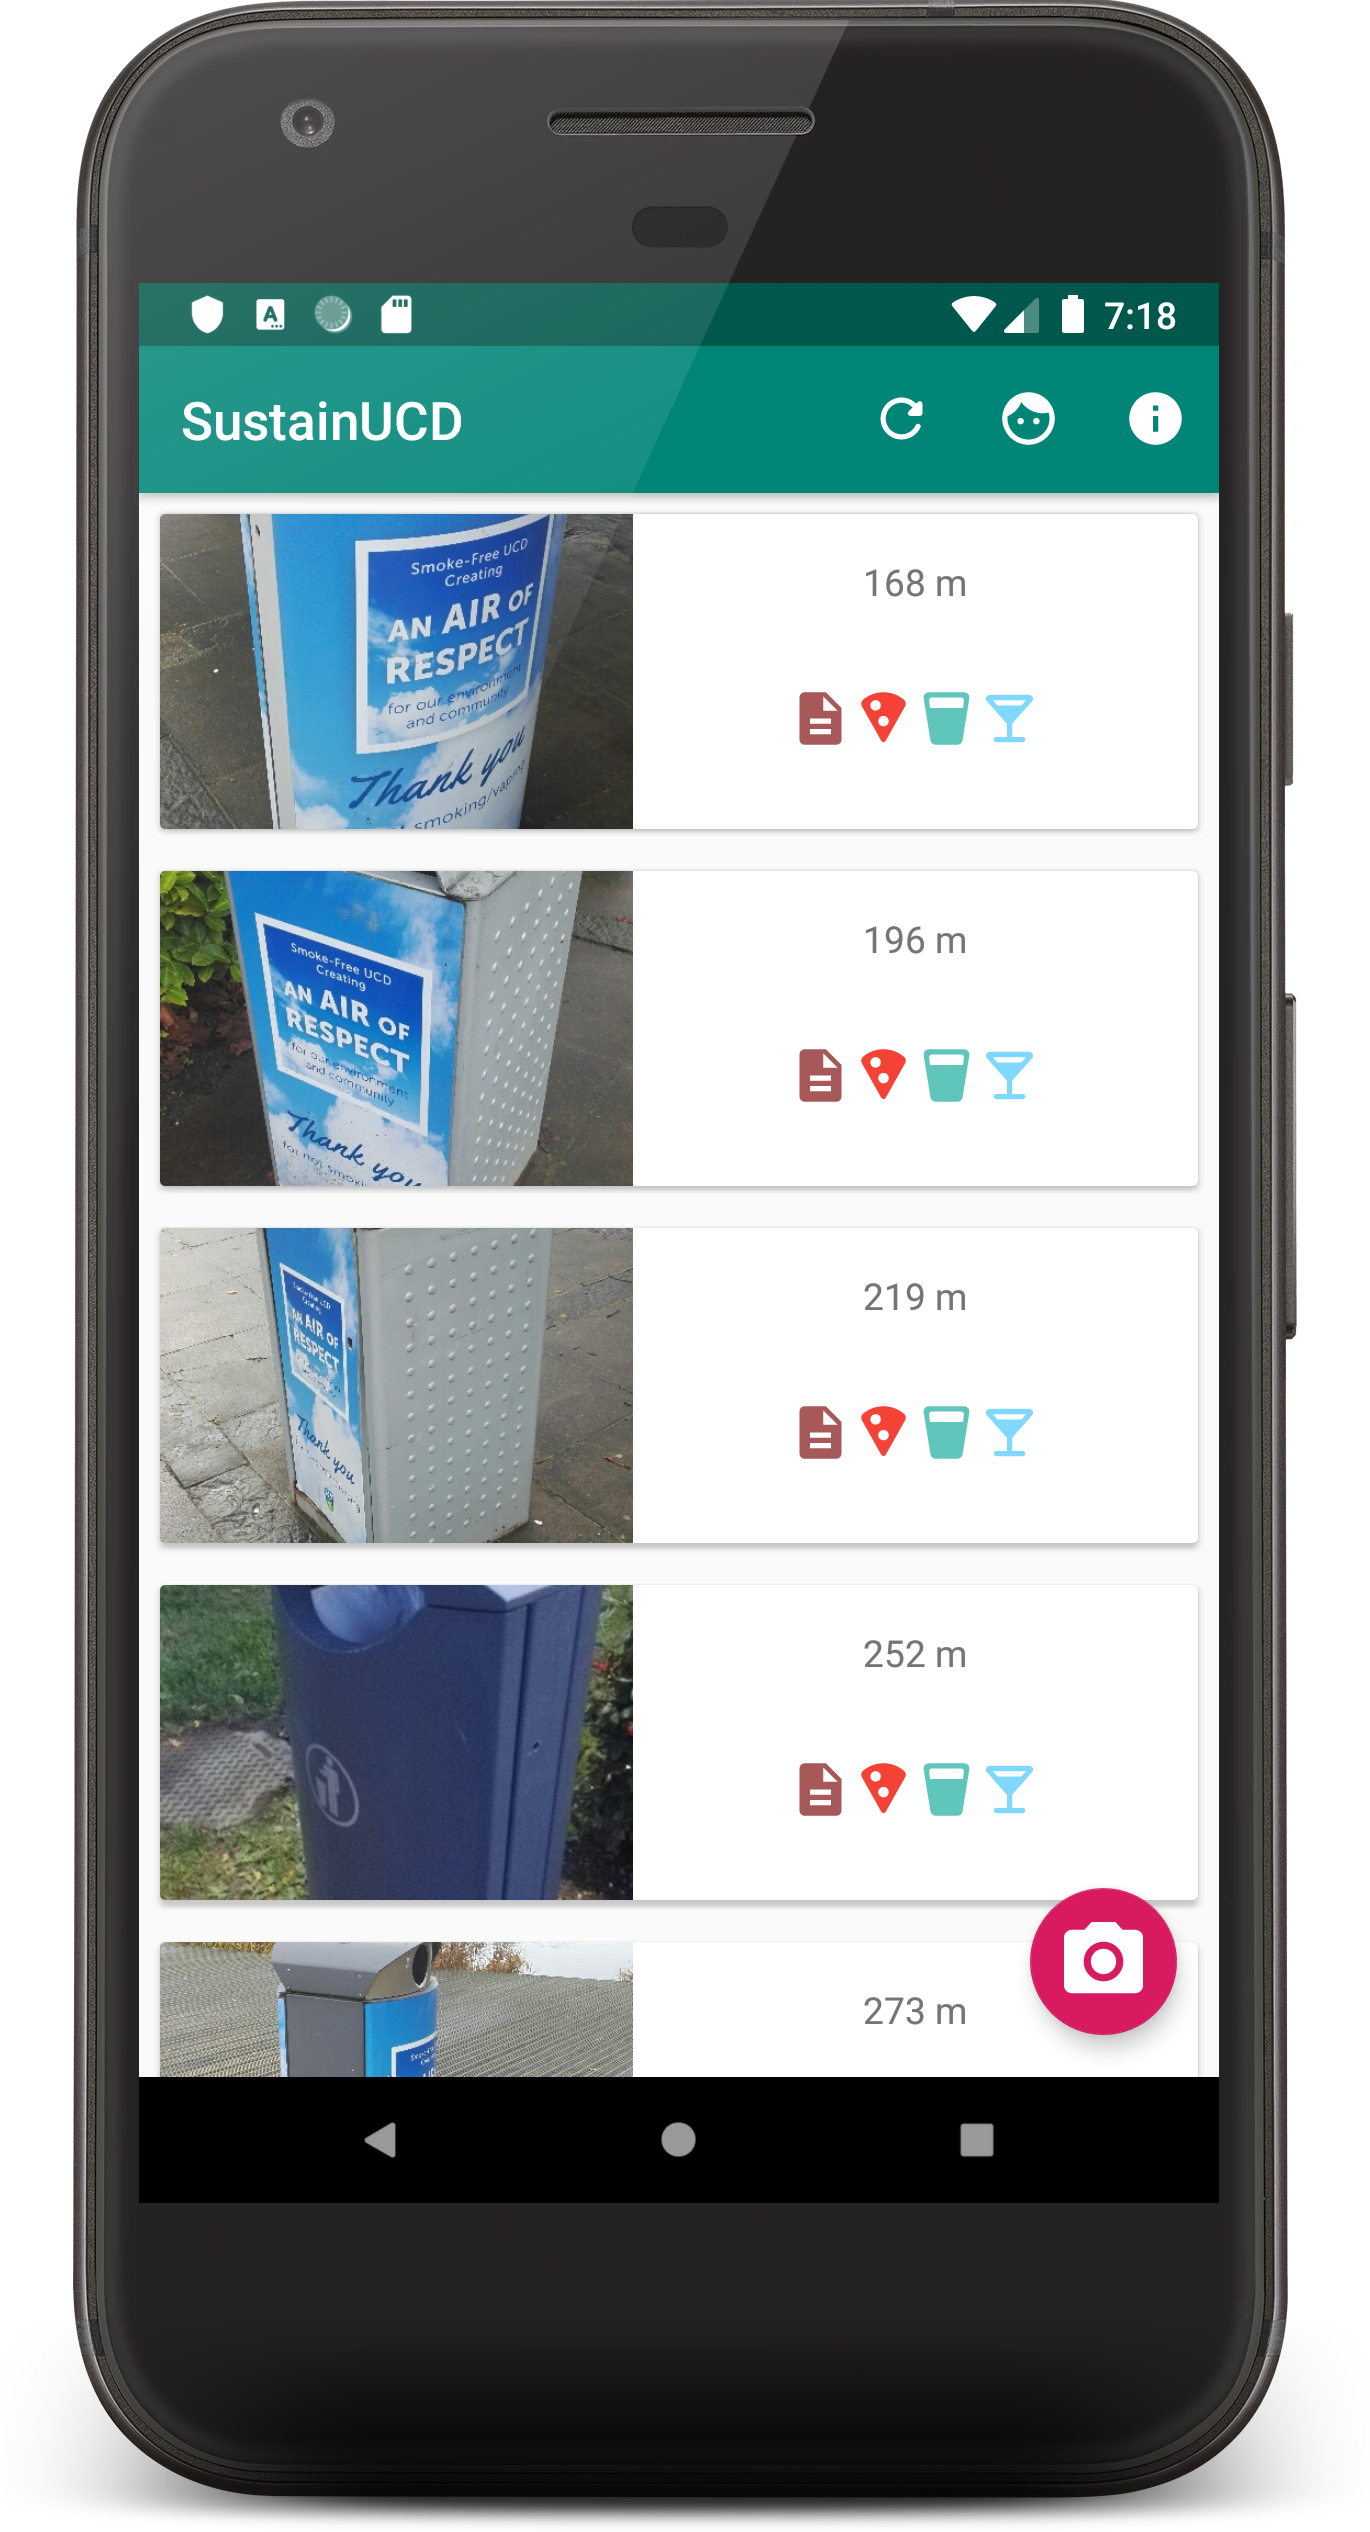 7:18
SustainUCD
Smoke-Free UCD
Creating
AN AIR OF
RESPECT
for our environment
and community
Thank you
smoking/vaping
168 m
Smoke-Free UCD
Creating
AN AIR OF
RESPECT
for our environment
and community
Thank you
for not smoki
196 m
Creating
AN AIR OF
RESPECT
Thank you
219 m
252 m
273 m